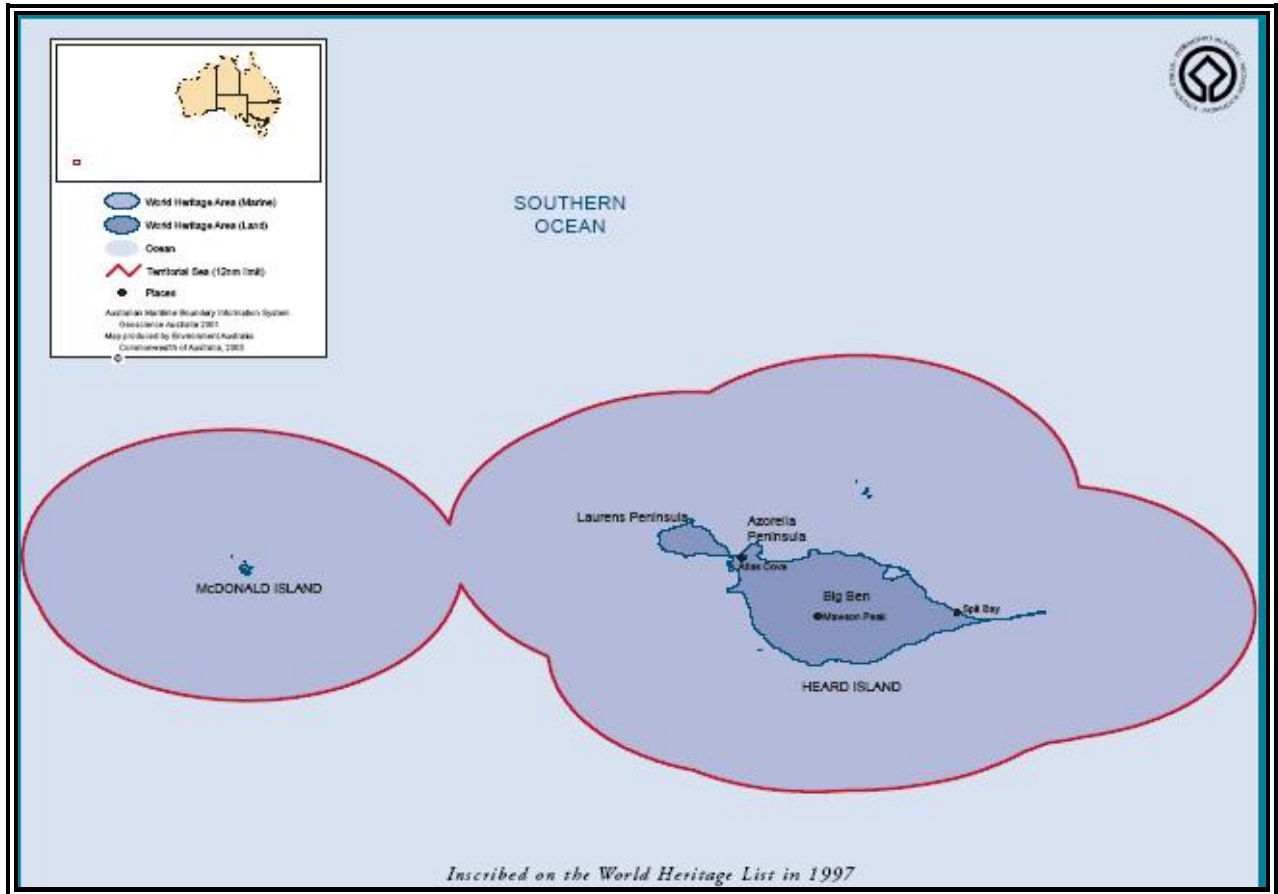 World Heritage Area (Marine)
World Heritage Area (Land)
Ocean
Territorial Sea (12nm limit)
Places
Australian Maritime Boundary Information System
Geoscience Australia 2001
Map produced by Environment Australia
Commonwealth of Australia, 2003
©
SOUTHERN
OCEAN
Laurens Peninsula
Azorella
Peninsula
Atlas Cove
McDONALD ISLAND
Big Ben
Mawson Peak
Spit Bay
HEARD ISLAND
Inscribed on the World Heritage List in 1997